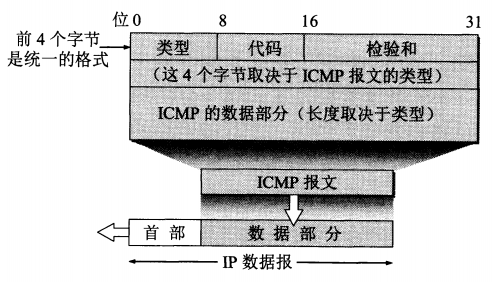 位 0 8 16 31
前 4 个字节
是统一的格式
类型 代码 检验和
（这 4 个字节取决于 ICMP 报文的类型）
ICMP 的数据部分（长度取决于类型）
ICMP 报文
首 部 数 据 部 分
IP 数据报